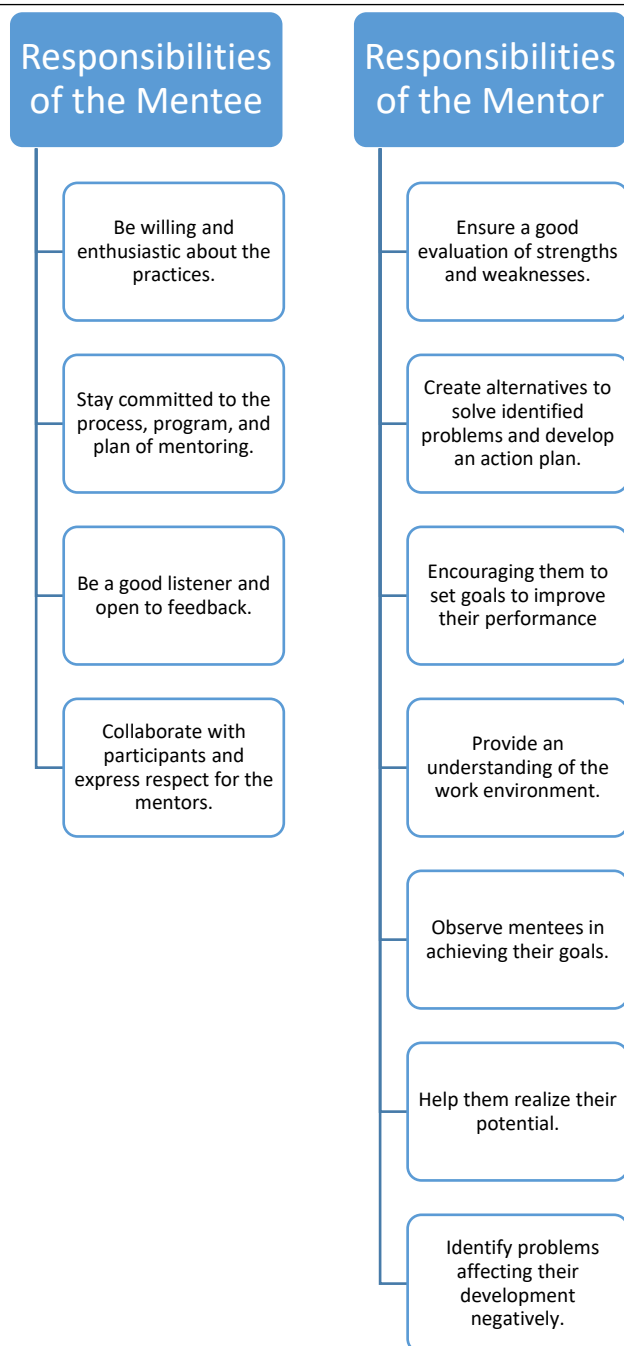 Responsibilities
of the Mentee
Be willing and
enthusiastic about the
practices.
Stay committed to the
process, program, and
plan of mentoring.
Be a good listener and
open to feedback.
Collaborate with
participants and
express respect for the
mentors.
Responsibilities
of the Mentor
Ensure a good
evaluation of strengths
and weaknesses.
Create alternatives to
solve identified
problems and develop
an action plan.
Encouraging them to
set goals to improve
their performance
Provide an
understanding of the
work environment.
Observe mentees in
achieving their goals.
Help them realize their
potential.
Identify problems
affecting their
development
negatively.